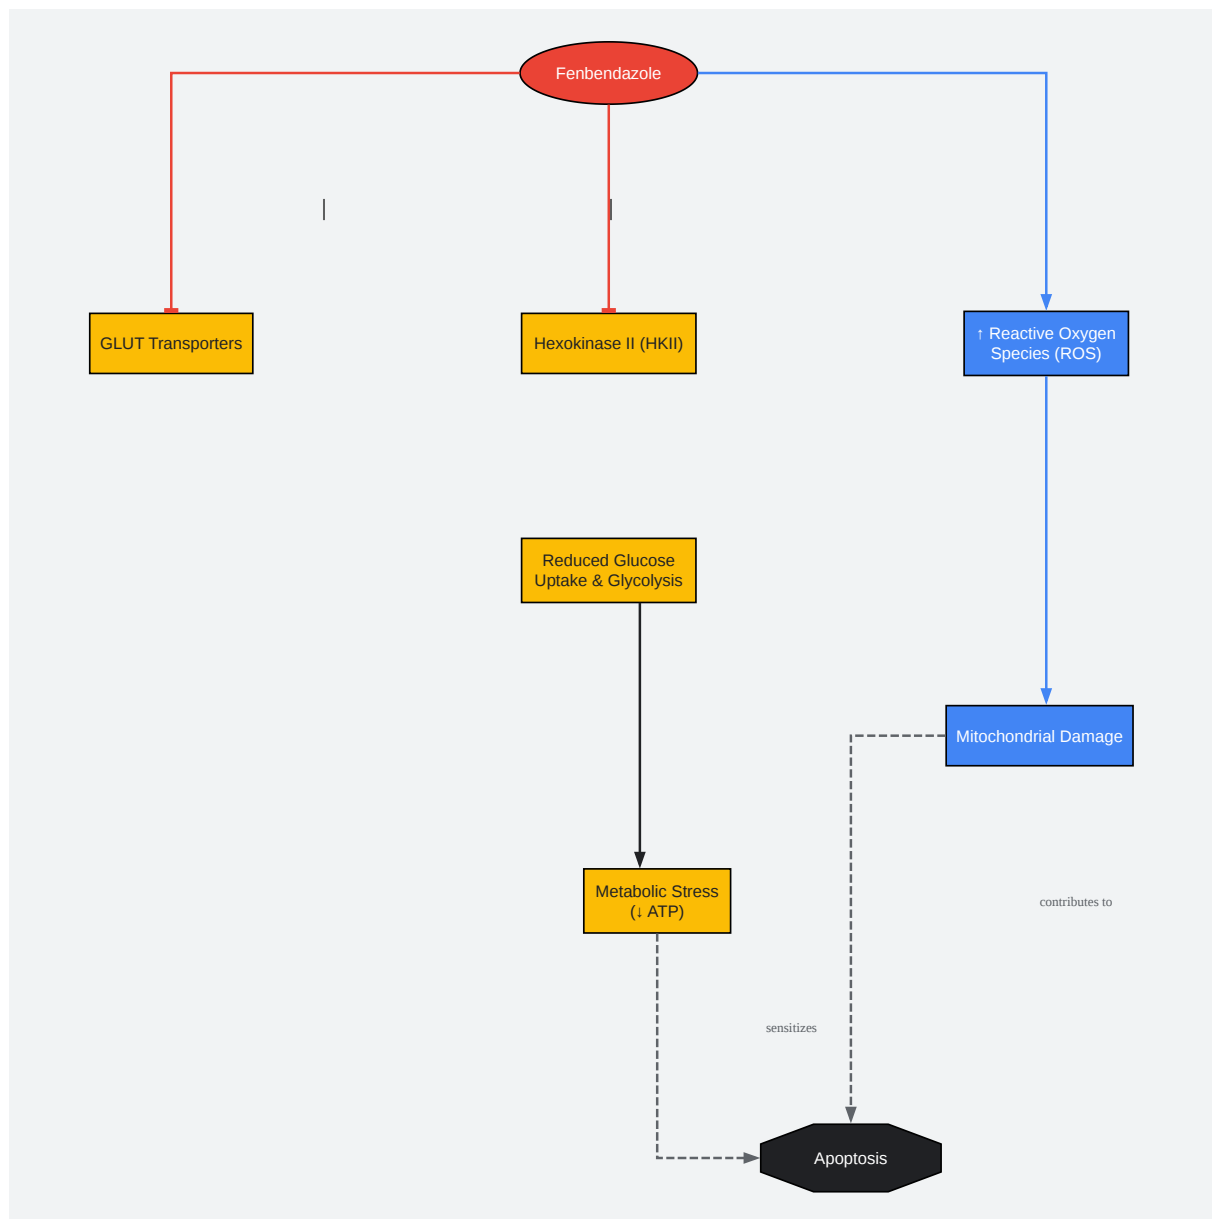 Fenbendazole
|
|
GLUT Transporters
Hexokinase II (HKII)
↑ Reactive Oxygen
Species (ROS)
Reduced Glucose
Uptake & Glycolysis
Mitochondrial Damage
Metabolic Stress
(↓ ATP)
contributes to
sensitizes
Apoptosis